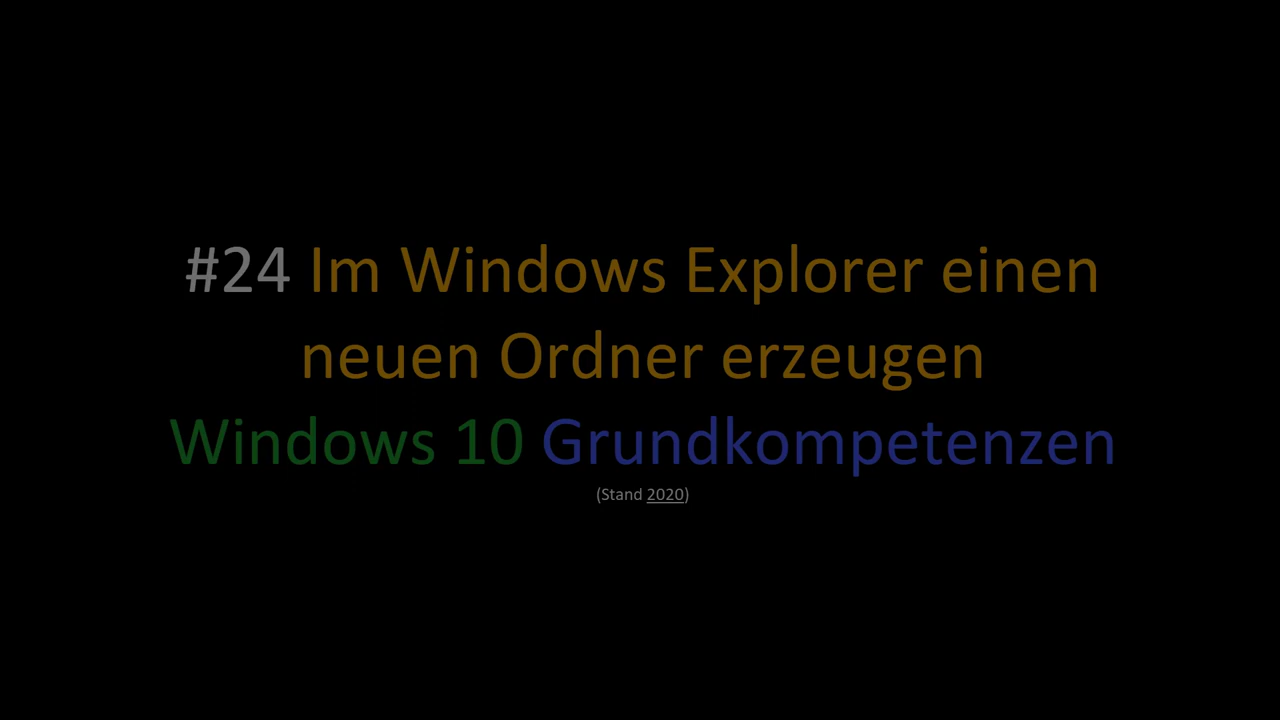 #24 Im Windows Explorer einen
neuen Ordner erzeugen
Windows 10 Grundkompetenzen
(Stand 2020)